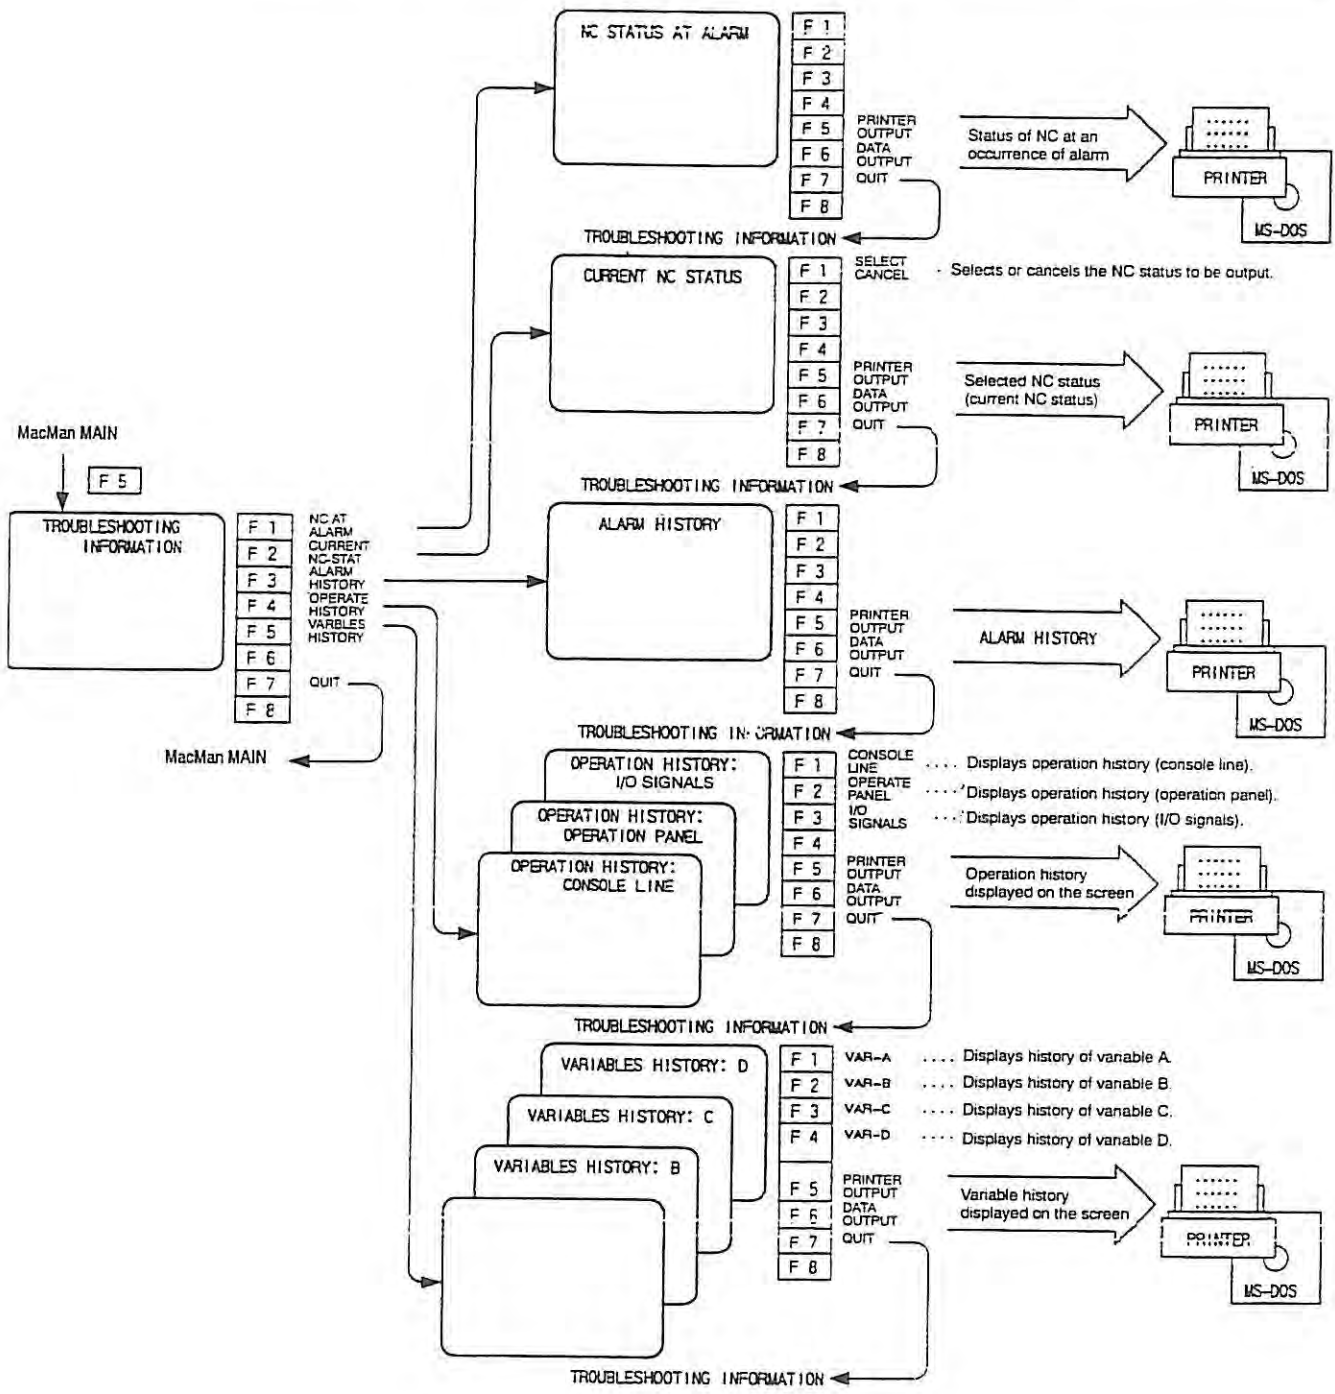 MacMan MAIN
F 5
TROUBLESHOOTING
INFORMATION
F 1
F 2
F 3
F 4
F 5
F 6
F 7
F 8
NC AT
ALARM
CURRENT
NC-STAT
ALARM
HISTORY
OPERATE
HISTORY
VARBLES
HISTORY
QUIT
MacMan MAIN
NC STATUS AT ALARM
F 1
F 2
F 3
F 4
F 5
F 6
F 7
F 8
PRINTER
OUTPUT
DATA
OUTPUT
QUIT
Status of NC at an
occurrence of alarm
PRINTER
MS-DOS
TROUBLESHOOTING INFORMATION
CURRENT NC STATUS
F 1
F 2
F 3
F 4
F 5
F 6
F 7
F 8
SELECT
CANCEL
· Selects or cancels the NC status to be output.
PRINTER
OUTPUT
DATA
OUTPUT
QUIT
Selected NC status
(current NC status)
PRINTER
MS-DOS
TROUBLESHOOTING INFORMATION
ALARM HISTORY
F 1
F 2
F 3
F 4
F 5
F 6
F 7
F 8
PRINTER
OUTPUT
DATA
OUTPUT
QUIT
ALARM HISTORY
PRINTER
MS-DOS
TROUBLESHOOTING INFORMATION
OPERATION HISTORY:
I/O SIGNALS
OPERATION HISTORY:
OPERATION PANEL
OPERATION HISTORY:
CONSOLE LINE
F 1
F 2
F 3
F 4
F 5
F 6
F 7
F 8
CONSOLE
LINE
.... Displays operation history (console line).
OPERATE
PANEL
.... Displays operation history (operation panel).
I/O
SIGNALS
.... Displays operation history (I/O signals).
PRINTER
OUTPUT
DATA
OUTPUT
QUIT
Operation history
displayed on the screen
PRINTER
MS-DOS
TROUBLESHOOTING INFORMATION
VARIABLES HISTORY: D
VARIABLES HISTORY: C
VARIABLES HISTORY: B
F 1
F 2
F 3
F 4
F 5
F 6
F 7
F 8
VAR-A .... Displays history of variable A.
VAR-B .... Displays history of variable B.
VAR-C .... Displays history of variable C.
VAR-D .... Displays history of variable D.
PRINTER
OUTPUT
DATA
OUTPUT
QUIT
Variable history
displayed on the screen
PRINTER
MS-DOS
TROUBLESHOOTING INFORMATION